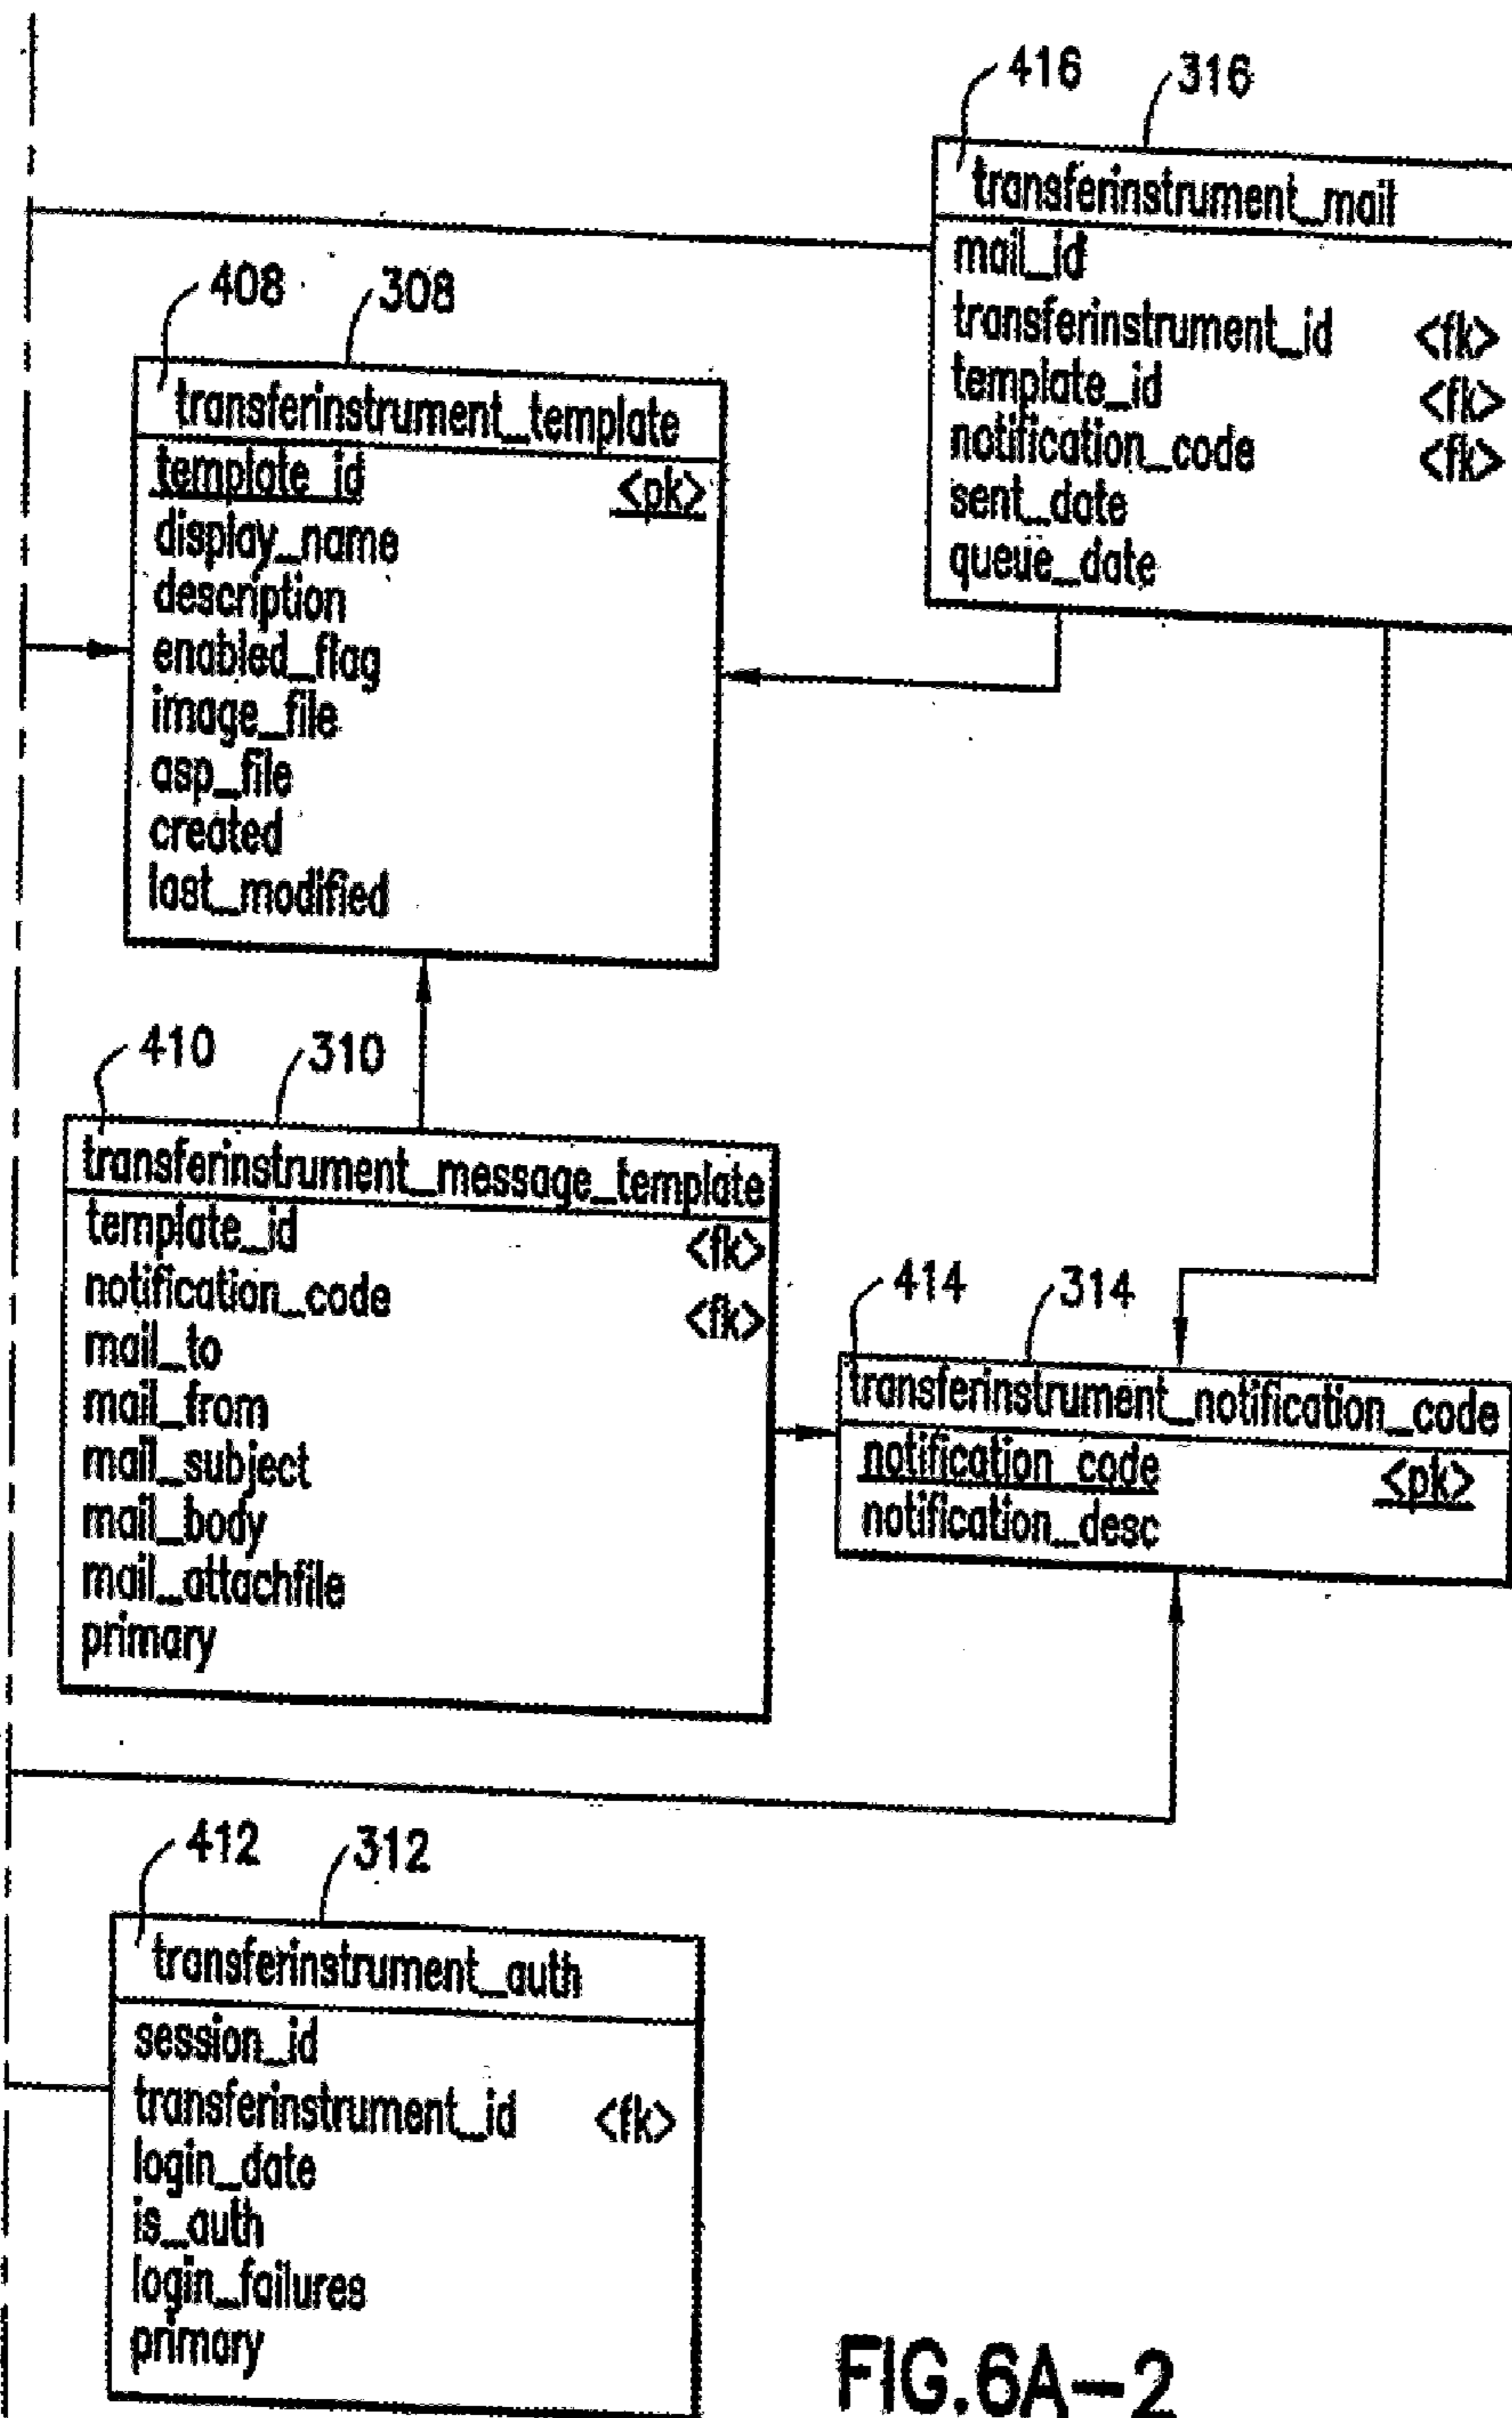 416 316
transferinstrument_mail
mail_id
transferinstrument_id <fk>
template_id <fk>
notification_code <fk>
sent_date
queue_date
408 308
transferinstrument_template
template_id <pk>
display_name
description
enabled_flag
image_file
asp_file
created
last_modified
410 310
transferinstrument_message_template
template_id <fk>
notification_code <fk>
mail_to
mail_from
mail_subject
mail_body
mail_attachfile
primary
414 314
transferinstrument_notification_code
notification_code <pk>
notification_desc
412 312
transferinstrument_auth
session_id
transferinstrument_id <fk>
login_date
is_auth
login_failures
primary
FIG.6A-2